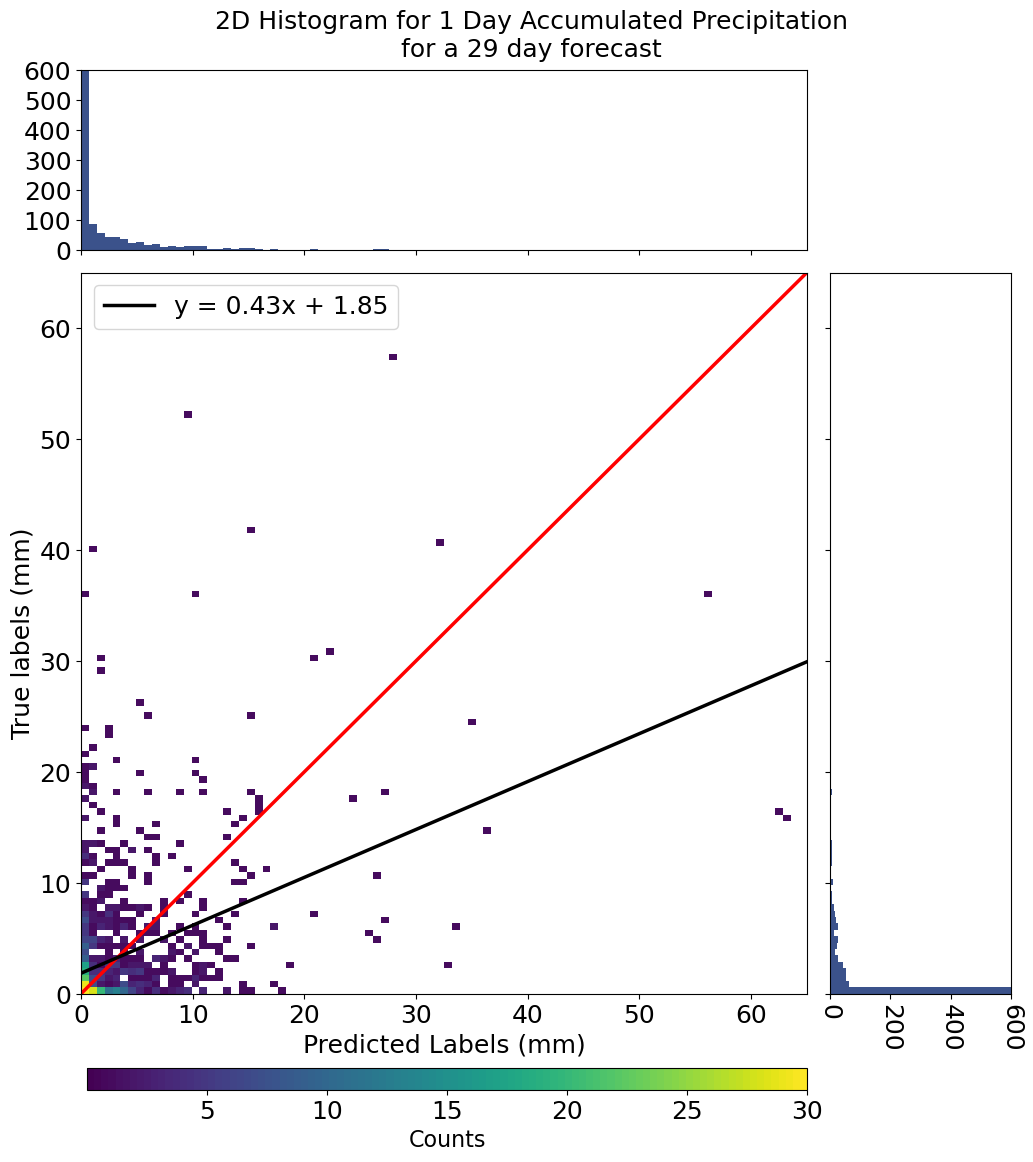 2D Histogram for 1 Day Accumulated Precipitation
for a 29 day forecast
600
500
400
300
200
100
0
y = 0.43x + 1.85
True labels (mm)
60
50
40
30
20
10
0
0 10 20 30 40 50 60
Predicted Labels (mm)
0 200 400 600
5 10 15 20 25 30
Counts